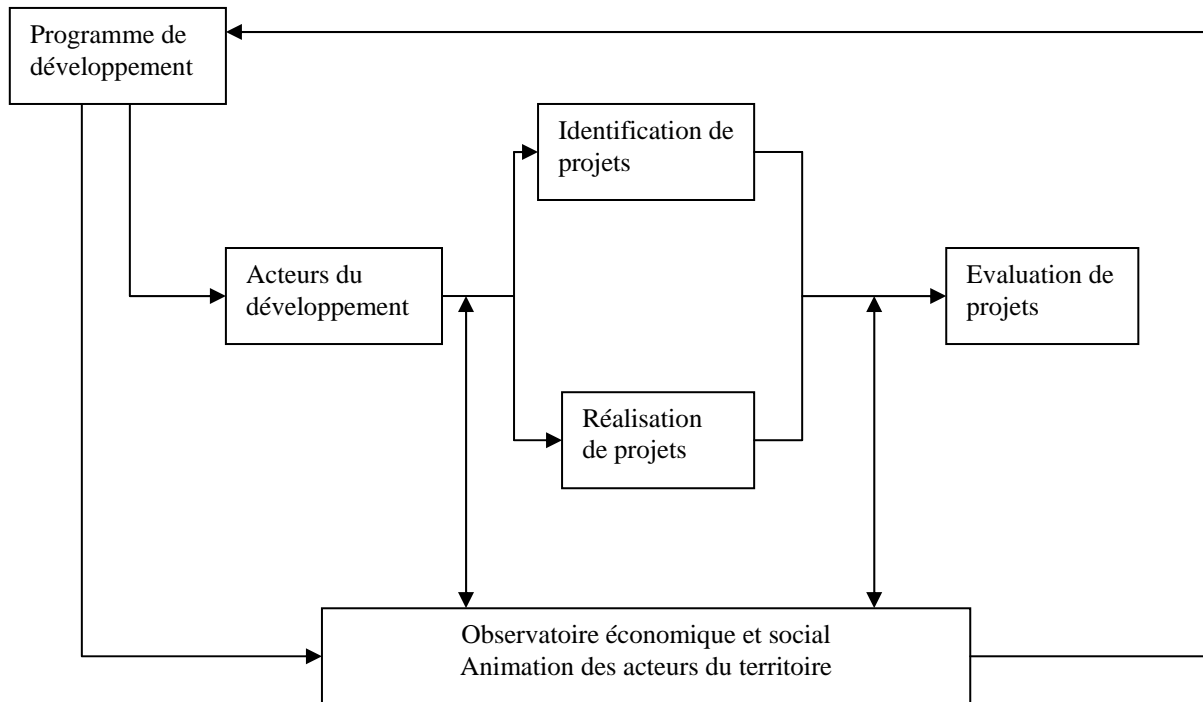 Programme de
développement
Identification de
projets
Acteurs du
développement
Evaluation de
projets
Réalisation
de projets
Observatoire économique et social
Animation des acteurs du territoire